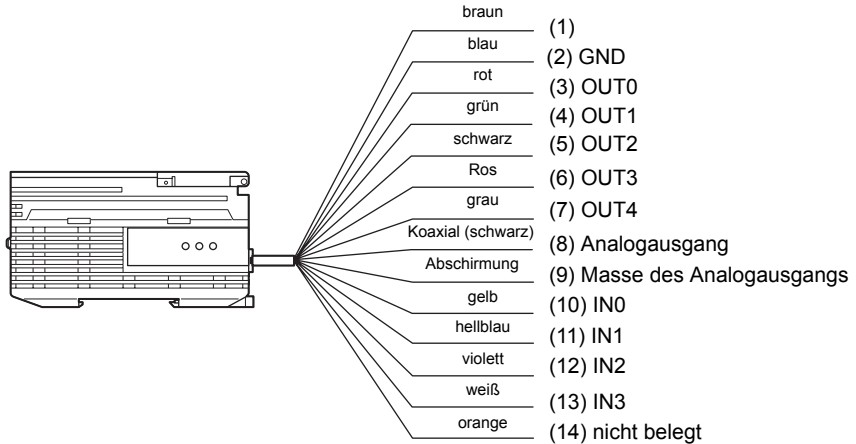 braun (1)
blau (2) GND
rot (3) OUT0
grün (4) OUT1
schwarz (5) OUT2
Ros (6) OUT3
grau (7) OUT4
Koaxial (schwarz) (8) Analogausgang
Abschirmung (9) Masse des Analogausgangs
gelb (10) IN0
hellblau (11) IN1
violett (12) IN2
weiß (13) IN3
orange (14) nicht belegt